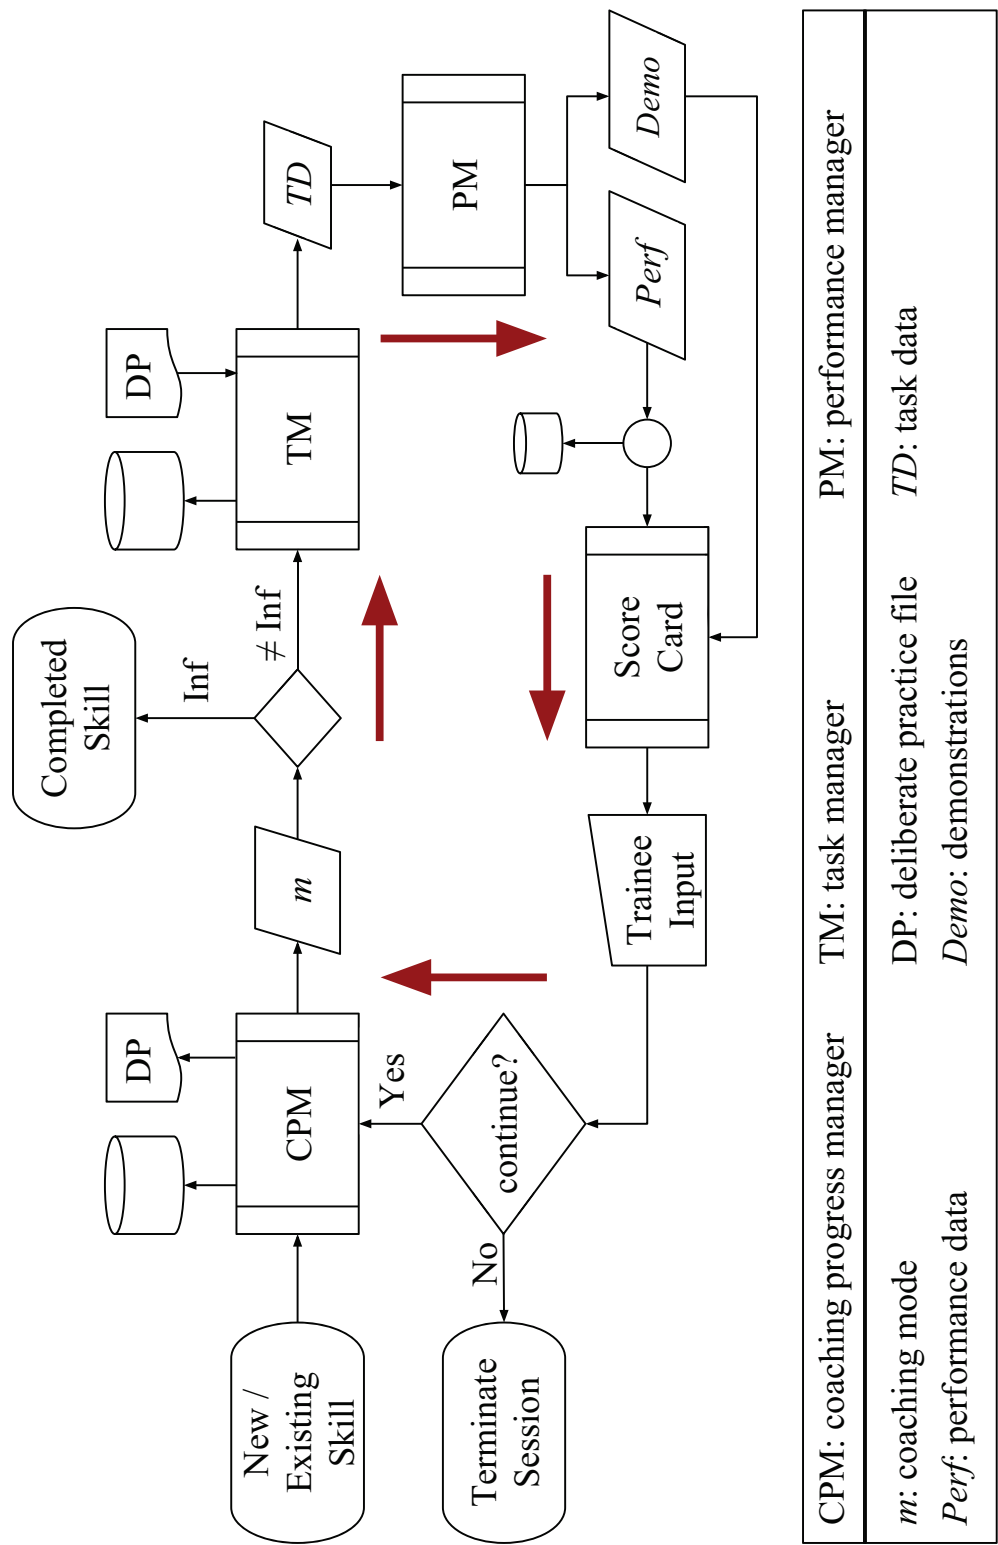 New /
Existing
Skill
CPM
DP
m
Inf
≠ Inf
Completed
Skill
TM
DP
TD
PM
Demo
Perf
Score
Card
Trainee
Input
continue?
Yes
No
Terminate
Session
CPM: coaching progress manager TM: task manager PM: performance manager
m: coaching mode DP: deliberate practice file TD: task data
Perf: performance data Demo: demonstrations